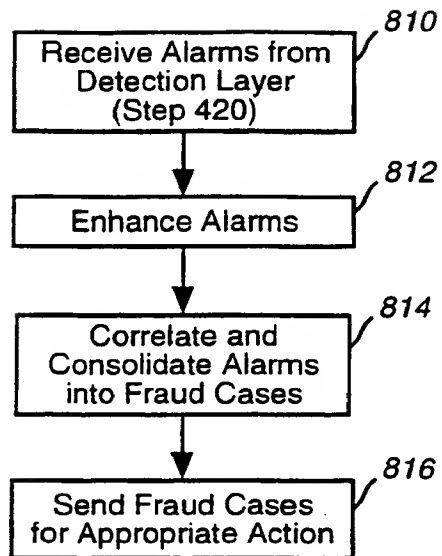 810
Receive Alarms from
Detection Layer
(Step 420)
812
Enhance Alarms
814
Correlate and
Consolidate Alarms
into Fraud Cases
816
Send Fraud Cases
for Appropriate Action